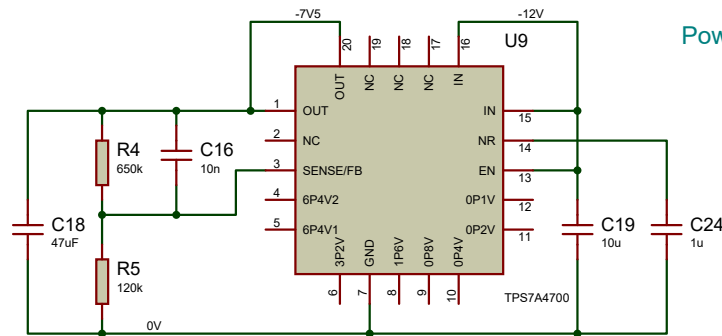 -7V5
-12V
20
19
18
17
16
U9
Pow
OUT
NC
NC
NC
IN
1
OUT
IN
15
2
NC
NR
14
3
SENSE/FB
EN
13
4
6P4V2
0P1V
12
5
6P4V1
0P2V
11
3P2V
GND
1P6V
0P8V
0P4V
6
7
8
9
10
TPS7A4700
R4
650k
C16
10n
C18
47uF
R5
120k
C19
10u
C24
1u
0V